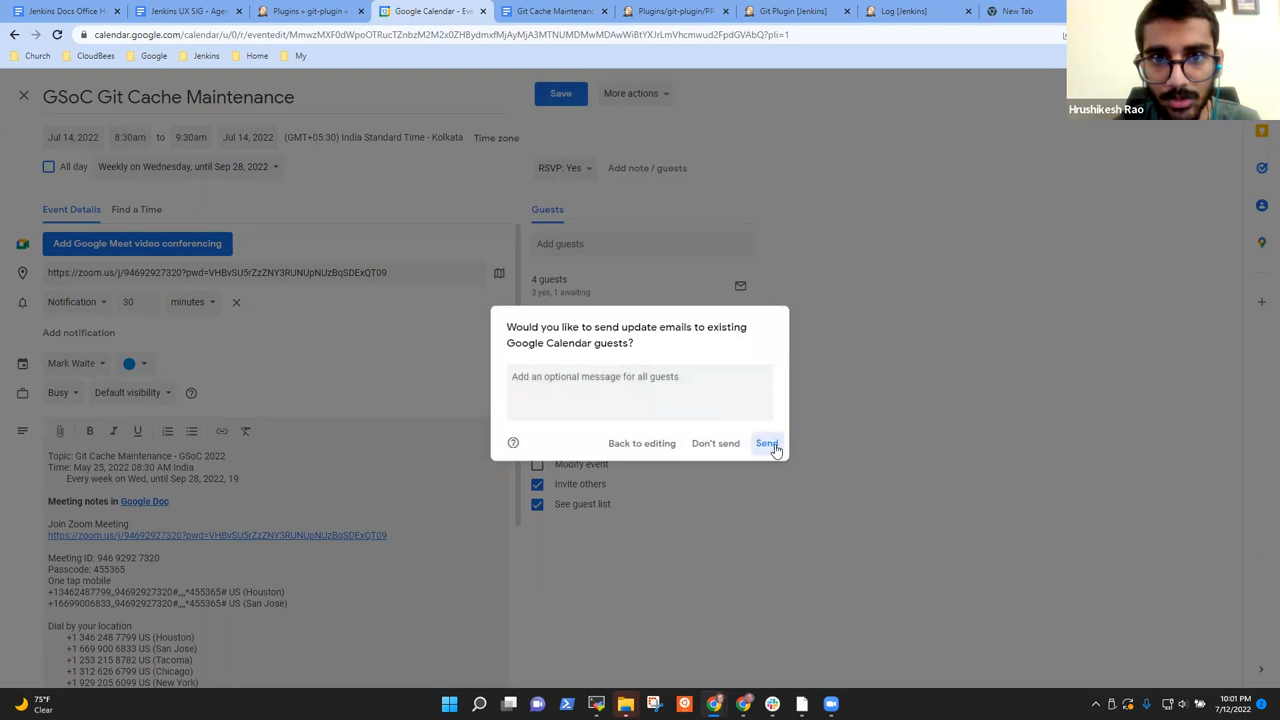 Jenkins Docs Office H
Jenkins UX SIG - Agen
Plugins » git-plugin »
Google Calendar - Eve
Git Cache Maintenanc
Plugins/git-plugin/PR
Git Plugin [Jenkins]
Log [Jenkins]
New Tab
calendar.google.com/calendar/u/0/r/eventedit/
?pli=1
Church
CloudBees
Google
Jenkins
Home
My
Hrushikesh Rao
GSoC Git Cache Maintenance
Save
More actions
Jul 14, 2022
8:30am
to
9:30am
Jul 14, 2022
(GMT+05:30) India Standard Time - Kolkata
Time zone
All day
Weekly on Wednesday, until Sep 28, 2022
RSVP: Yes
Add note / guests
Event Details
Find a Time
Guests
Add Google Meet video conferencing
Add guests
https://zoom.us/j/94692927320?pwd=VHBvSU5rZzZNY3RUNUpNUzBqSDExQT09
4 guests
3 yes, 1 awaiting
Notification
30
minutes
Add notification
Would you like to send update emails to existing
Google Calendar guests?
Mark Waite
Add an optional message for all guests
Busy
Default visibility
Back to editing
Don't send
Send
Topic: Git Cache Maintenance - GSoC 2022
Time: May 25, 2022 08:30 AM India
Every week on Wed, until Sep 28, 2022, 19
Modify event
Invite others
See guest list
Meeting notes in Google Doc
Join Zoom Meeting
https://zoom.us/j/94692927320?pwd=VHBvSU5rZzZNY3RUNUpNUzBqSDExQT09
Meeting ID: 946 9292 7320
Passcode: 455365
One tap mobile
+13462487799,,94692927320#,,,,*455365# US (Houston)
+16699006833,,94692927320#,,,,*455365# US (San Jose)
Dial by your location
+1 346 248 7799 US (Houston)
+1 669 900 6833 US (San Jose)
+1 253 215 8782 US (Tacoma)
+1 312 626 6799 US (Chicago)
+1 929 205 6099 US (New York)
75°F
Clear
10:01 PM
7/12/2022
2